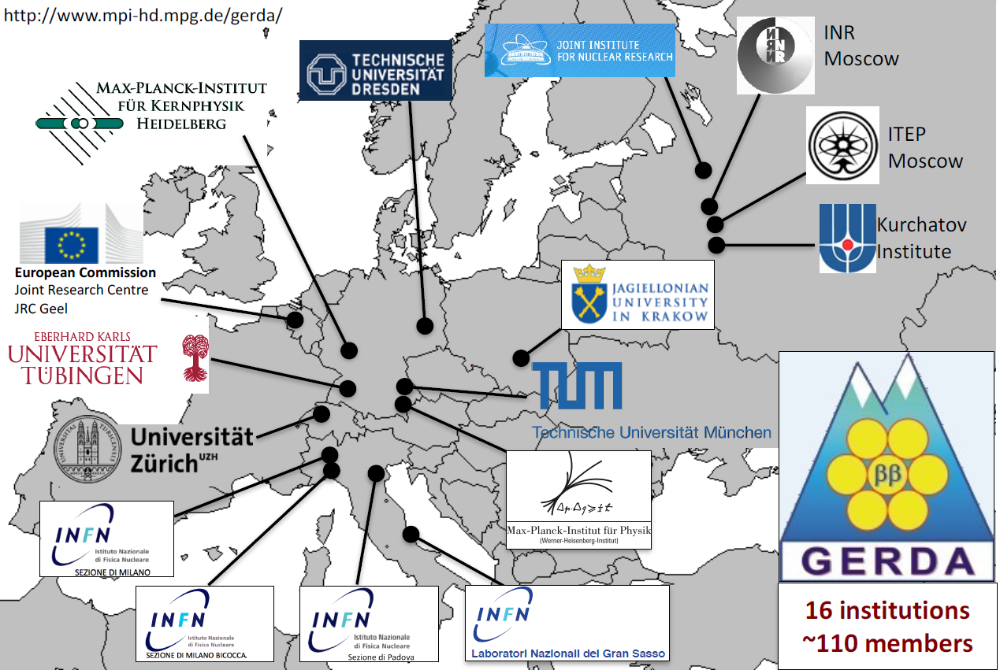 http://www.mpi-hd.mpg.de/gerda/
MAX-PLANCK-INSTITUT
FÜR KERNPHYSIK
HEIDELBERG
TECHNISCHE
UNIVERSITÄT
DRESDEN
JOINT INSTITUTE
FOR NUCLEAR RESEARCH
INR
Moscow
ITEP
Moscow
Kurchatov
Institute
European Commission
Joint Research Centre
JRC Geel
JAGIELLONIAN
UNIVERSITY
IN KRAKOW
EBERHARD KARLS
UNIVERSITÄT
TÜBINGEN
TUM
Technische Universität München
Universität
Zürich UZH
Δp·Δq≥½ℏ
Max-Planck-Institut für Physik
(Werner-Heisenberg-Institut)
INFN
Istituto Nazionale
di Fisica Nucleare
SEZIONE DI MILANO
INFN
Istituto Nazionale
di Fisica Nucleare
SEZIONE DI MILANO BICOCCA.
INFN
Istituto Nazionale
di Fisica Nucleare
Sezione di Padova
INFN
Laboratori Nazionali del Gran Sasso
ββ
GERDA
16 institutions
~110 members